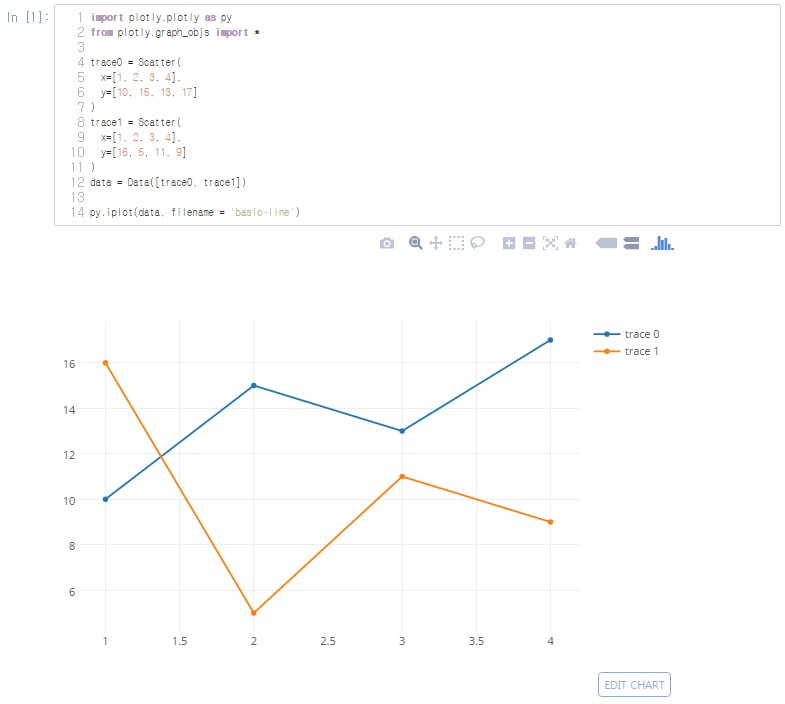 In [1]:
1 import plotly.plotly as py
2 from plotly.graph_objs import *
3
4 trace0 = Scatter(
5   x=[1, 2, 3, 4],
6   y=[10, 15, 13, 17]
7 )
8 trace1 = Scatter(
9   x=[1, 2, 3, 4],
10   y=[16, 5, 11, 9]
11 )
12 data = Data([trace0, trace1])
13
14 py.iplot(data, filename = 'basic-line')
trace 0
trace 1
16
14
12
10
8
6
1 1.5 2 2.5 3 3.5 4
EDIT CHART